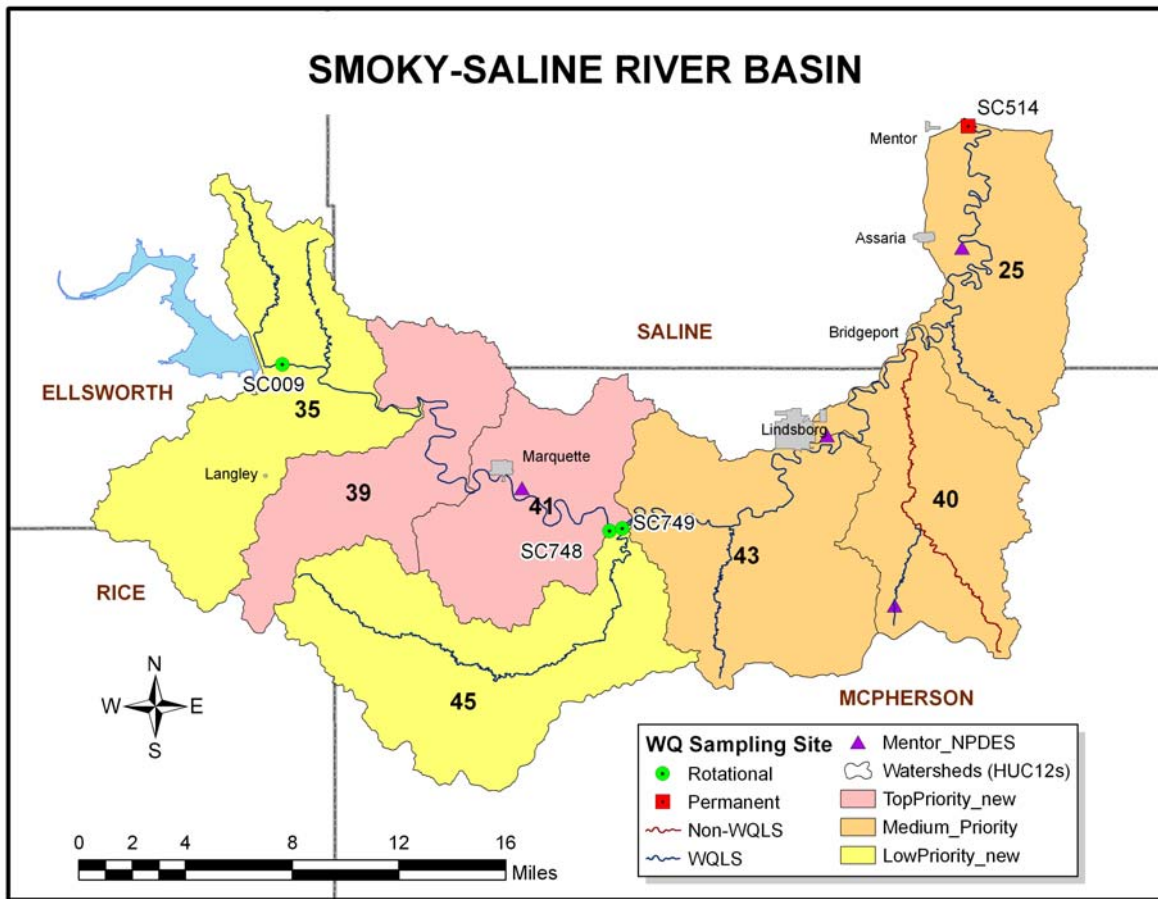 SMOKY-SALINE RIVER BASIN
SC514
Mentor
Assaria
25
Bridgeport
SALINE
SC009
ELLSWORTH
35
Lindsborg
Marquette
Langley
39
41
40
SC749
SC748
43
RICE
N
W E
S
45
MCPHERSON
WQ Sampling Site
Rotational
Permanent
Non-WQLS
WQLS
Mentor_NPDES
Watersheds (HUC12s)
TopPriority_new
Medium_Priority
LowPriority_new
0 2 4 8 12 16
Miles